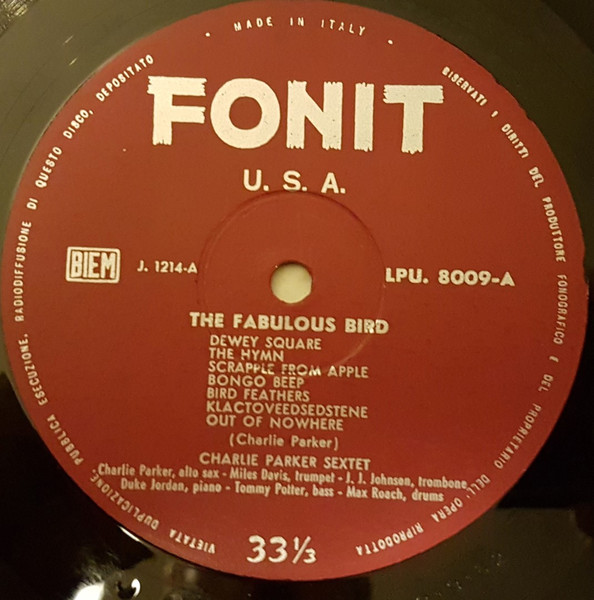 • MADE IN ITALY •
RISERVATI I DIRITTI DEL PRODUTTORE FONOGRAFICO E DEL PROPRIETARIO DELL'OPERA RIPRODOTTA
VIETATA DUPLICAZIONE, PUBBLICA ESECUZIONE, RADIODIFFUSIONE DI QUESTO DISCO, DEPOSITATO
FONIT
U. S. A.
BIEM J. 1214-A LPU. 8009-A
THE FABULOUS BIRD
DEWEY SQUARE
THE HYMN
SCRAPPLE FROM APPLE
BONGO BEEP
BIRD FEATHERS
KLACTOVEEDSEDSTENE
OUT OF NOWHERE
(Charlie Parker)
CHARLIE PARKER SEXTET
Charlie Parker, alto sax - Miles Davis, trumpet - J. J. Johnson, trombone,
Duke Jordan, piano - Tommy Potter, bass - Max Roach, drums
33⅓